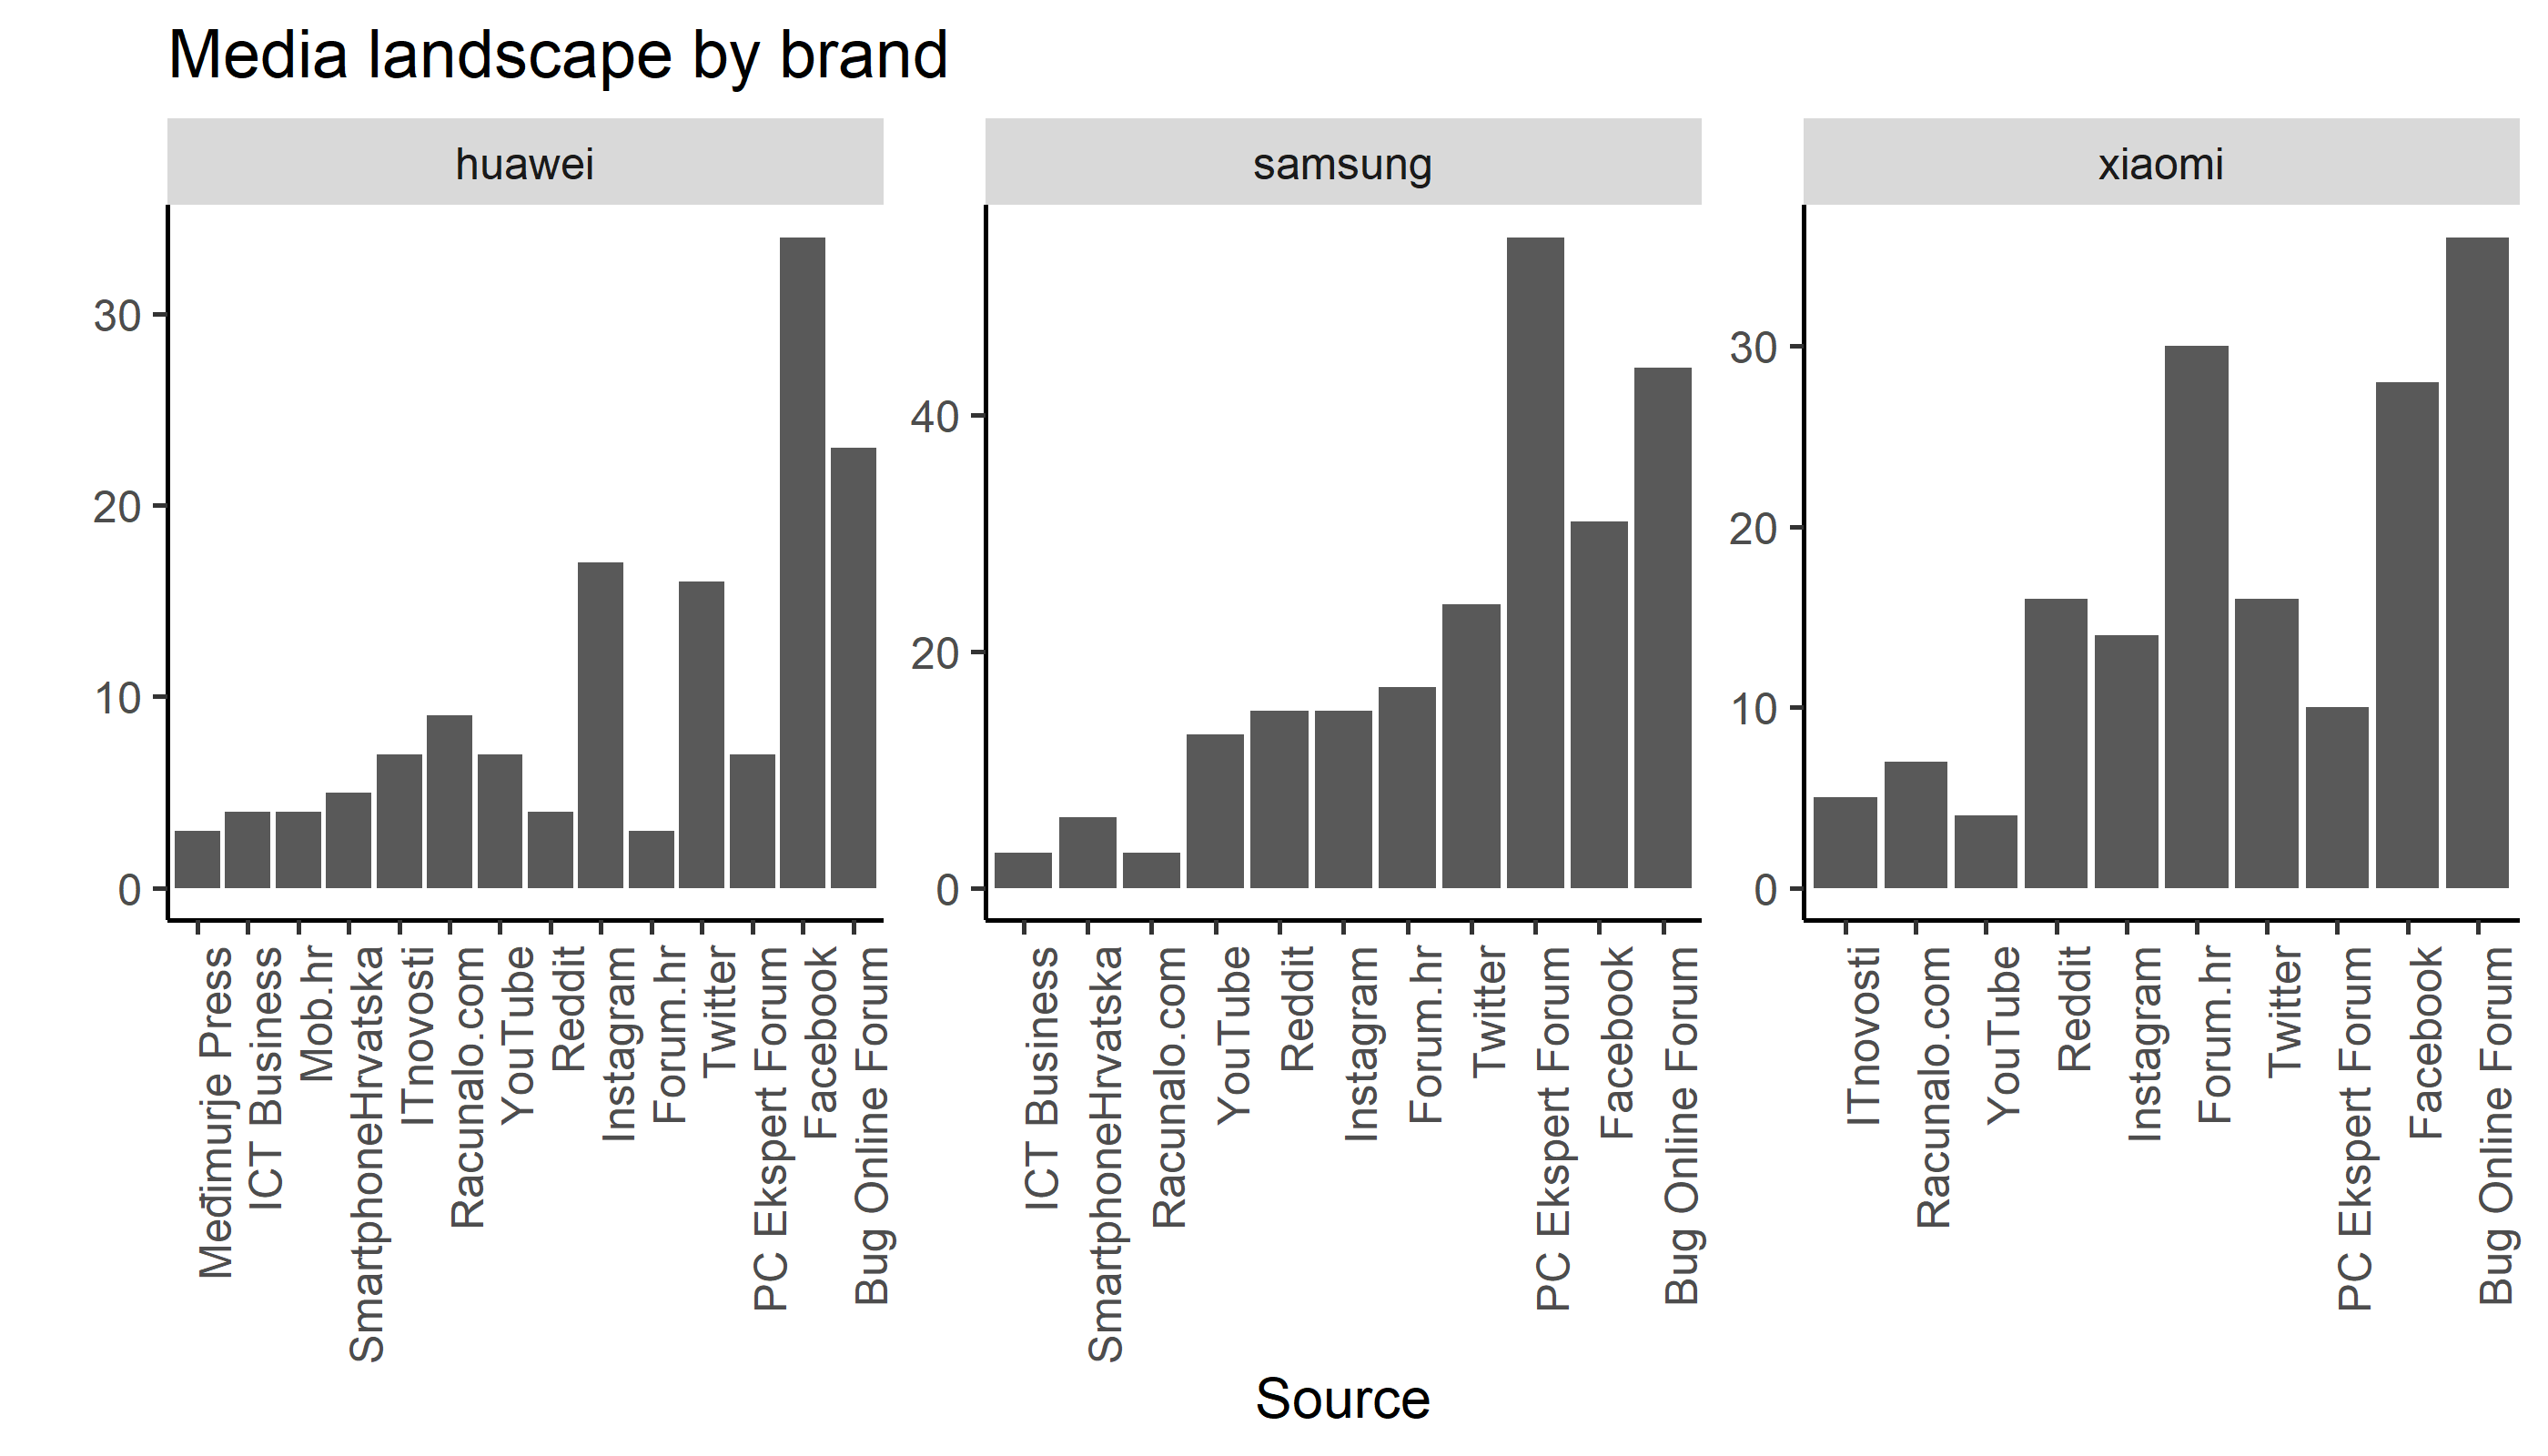 Media landscape by brand
huawei
samsung
xiaomi
30
20
10
0
40
20
0
30
20
10
0
Međimurje Press
ICT Business
Mob.hr
SmartphoneHrvatska
ITnovosti
Racunalo.com
YouTube
Reddit
Instagram
Forum.hr
Twitter
PC Ekspert Forum
Facebook
Bug Online Forum
ICT Business
SmartphoneHrvatska
Racunalo.com
YouTube
Reddit
Instagram
Forum.hr
Twitter
PC Ekspert Forum
Facebook
Bug Online Forum
ITnovosti
Racunalo.com
YouTube
Reddit
Instagram
Forum.hr
Twitter
PC Ekspert Forum
Facebook
Bug Online Forum
Source